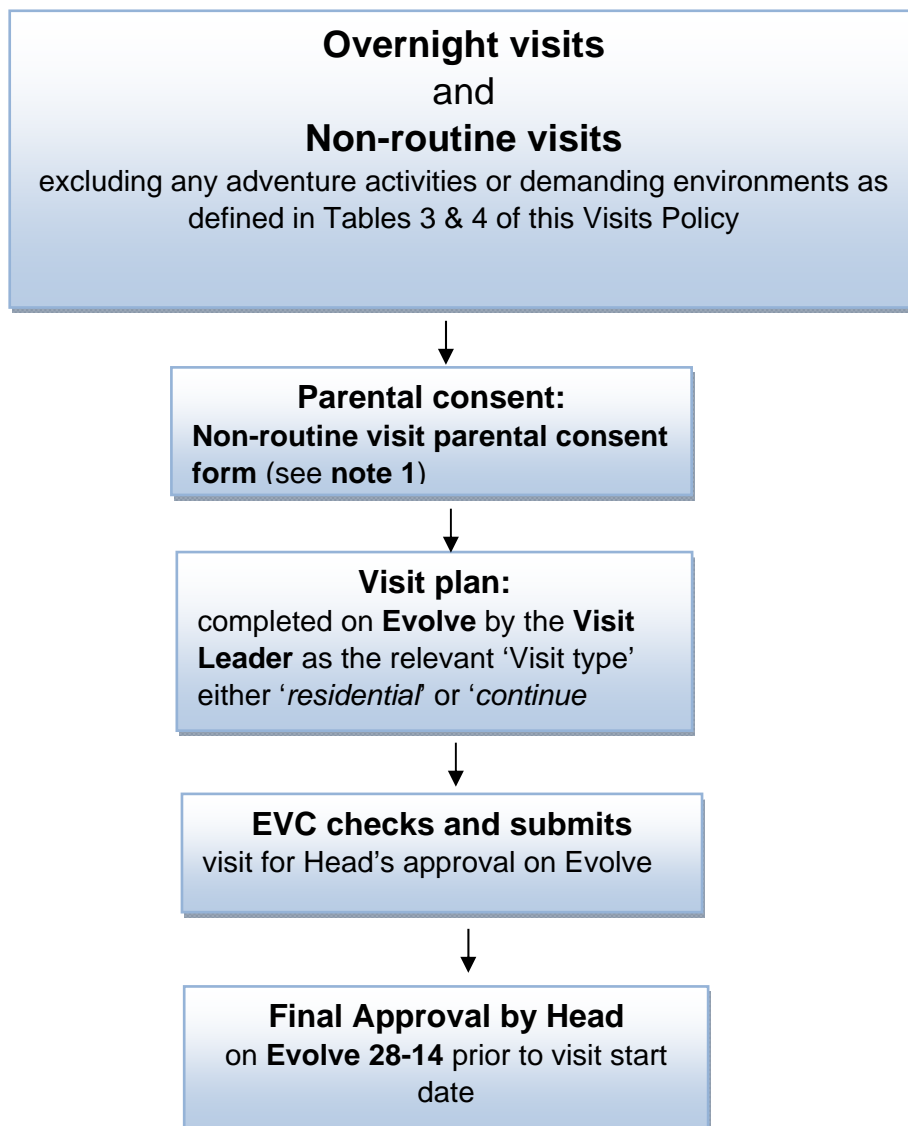 Overnight visits
and
Non-routine visits
excluding any adventure activities or demanding environments as
defined in Tables 3 & 4 of this Visits Policy
Parental consent:
Non-routine visit parental consent
form (see note 1)
Visit plan:
completed on Evolve by the Visit
Leader as the relevant ‘Visit type’
either ‘residential’ or ‘continue
EVC checks and submits
visit for Head’s approval on Evolve
Final Approval by Head
on Evolve 28-14 prior to visit start
date